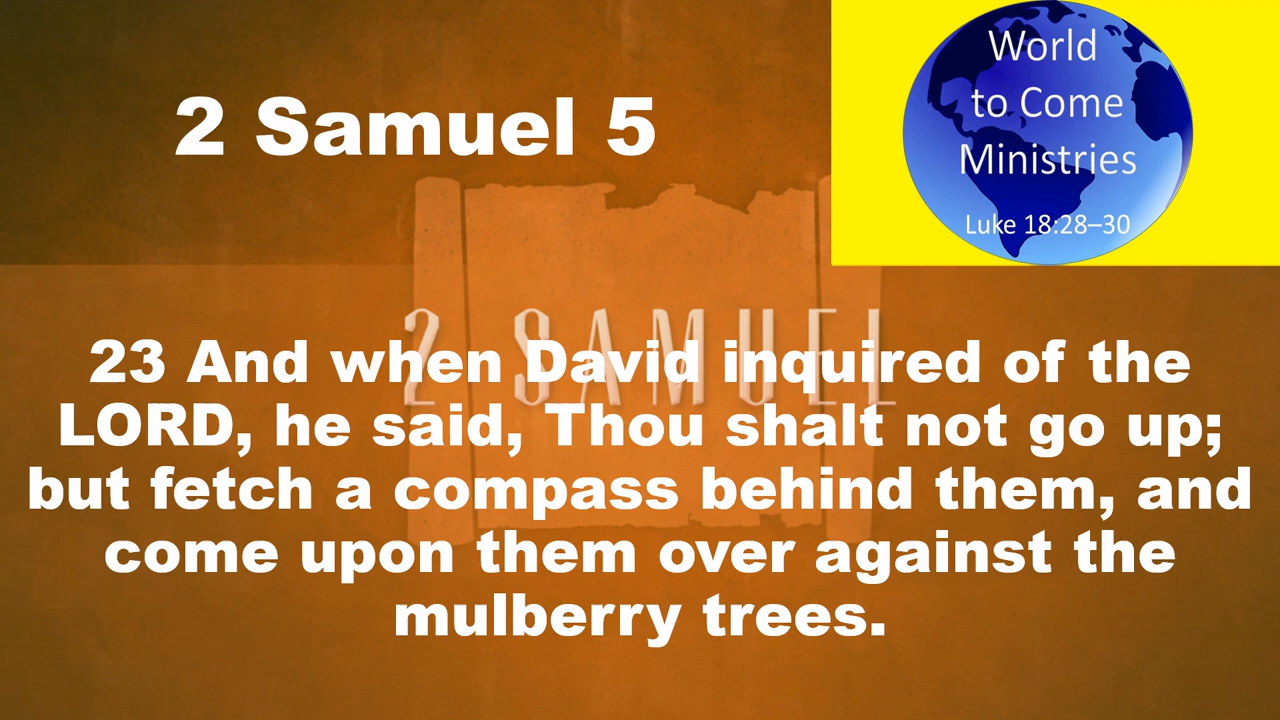 2 Samuel 5
World
to Come
Ministries
Luke 18:28–30
2 SAMUEL
23 And when David inquired of the
LORD, he said, Thou shalt not go up;
but fetch a compass behind them, and
come upon them over against the
mulberry trees.